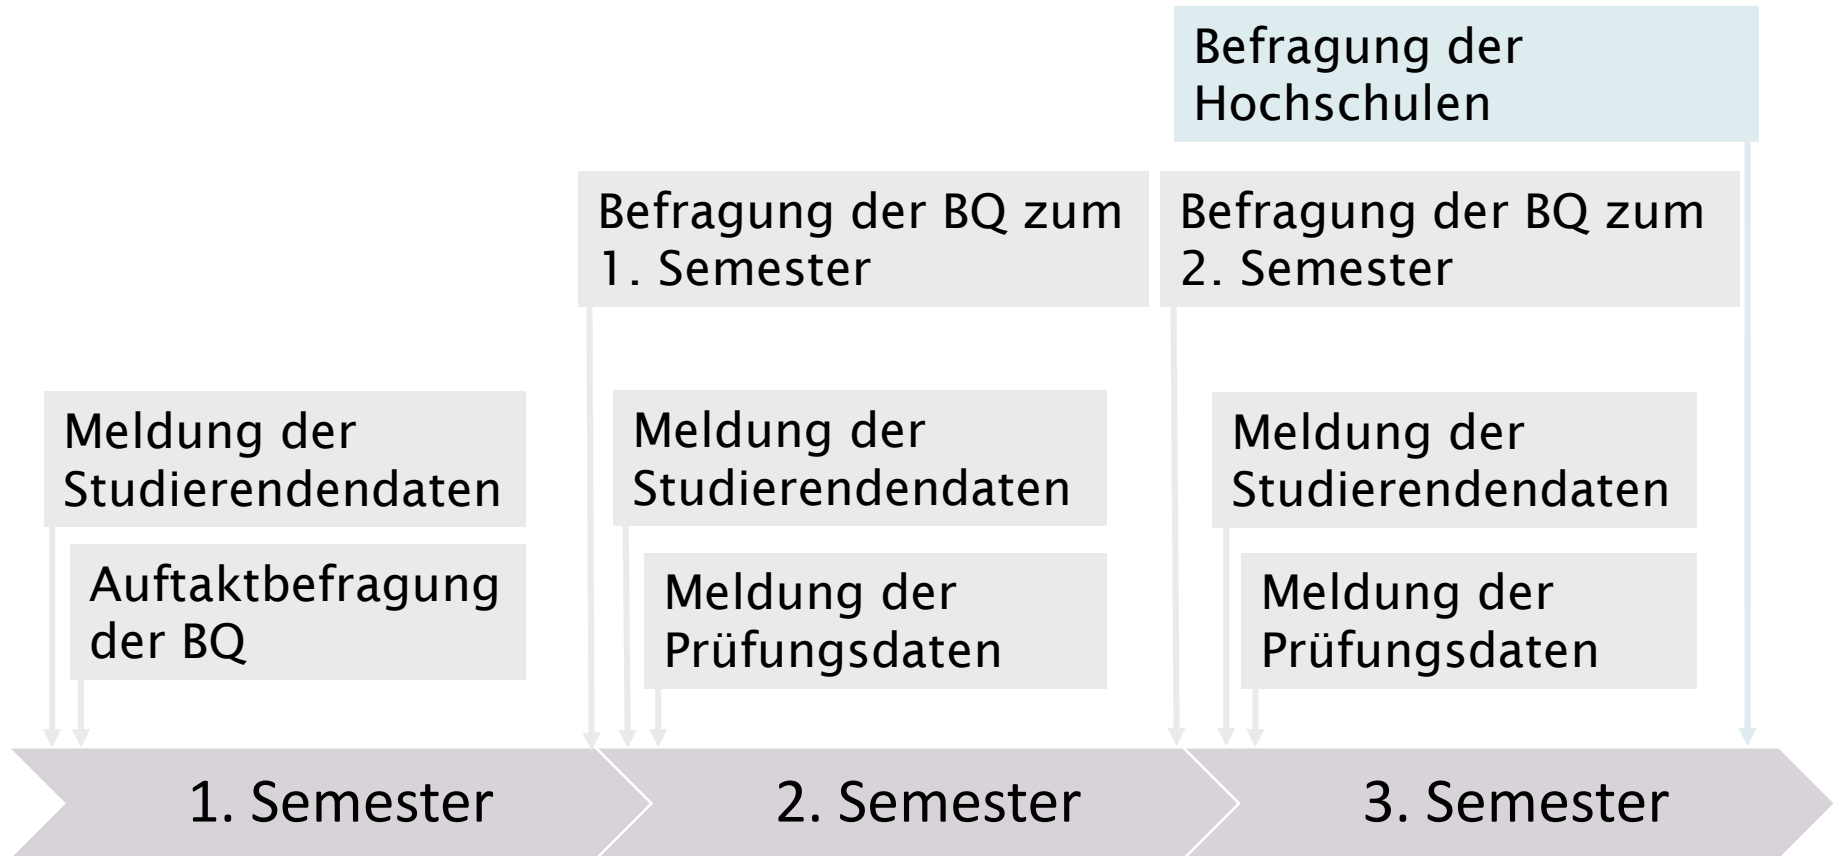 Befragung der
Hochschulen
Befragung der BQ zum
1. Semester
Befragung der BQ zum
2. Semester
Meldung der
Studierendendaten
Auftaktbefragung
der BQ
Meldung der
Studierendendaten
Meldung der
Prüfungsdaten
Meldung der
Studierendendaten
Meldung der
Prüfungsdaten
1. Semester
2. Semester
3. Semester